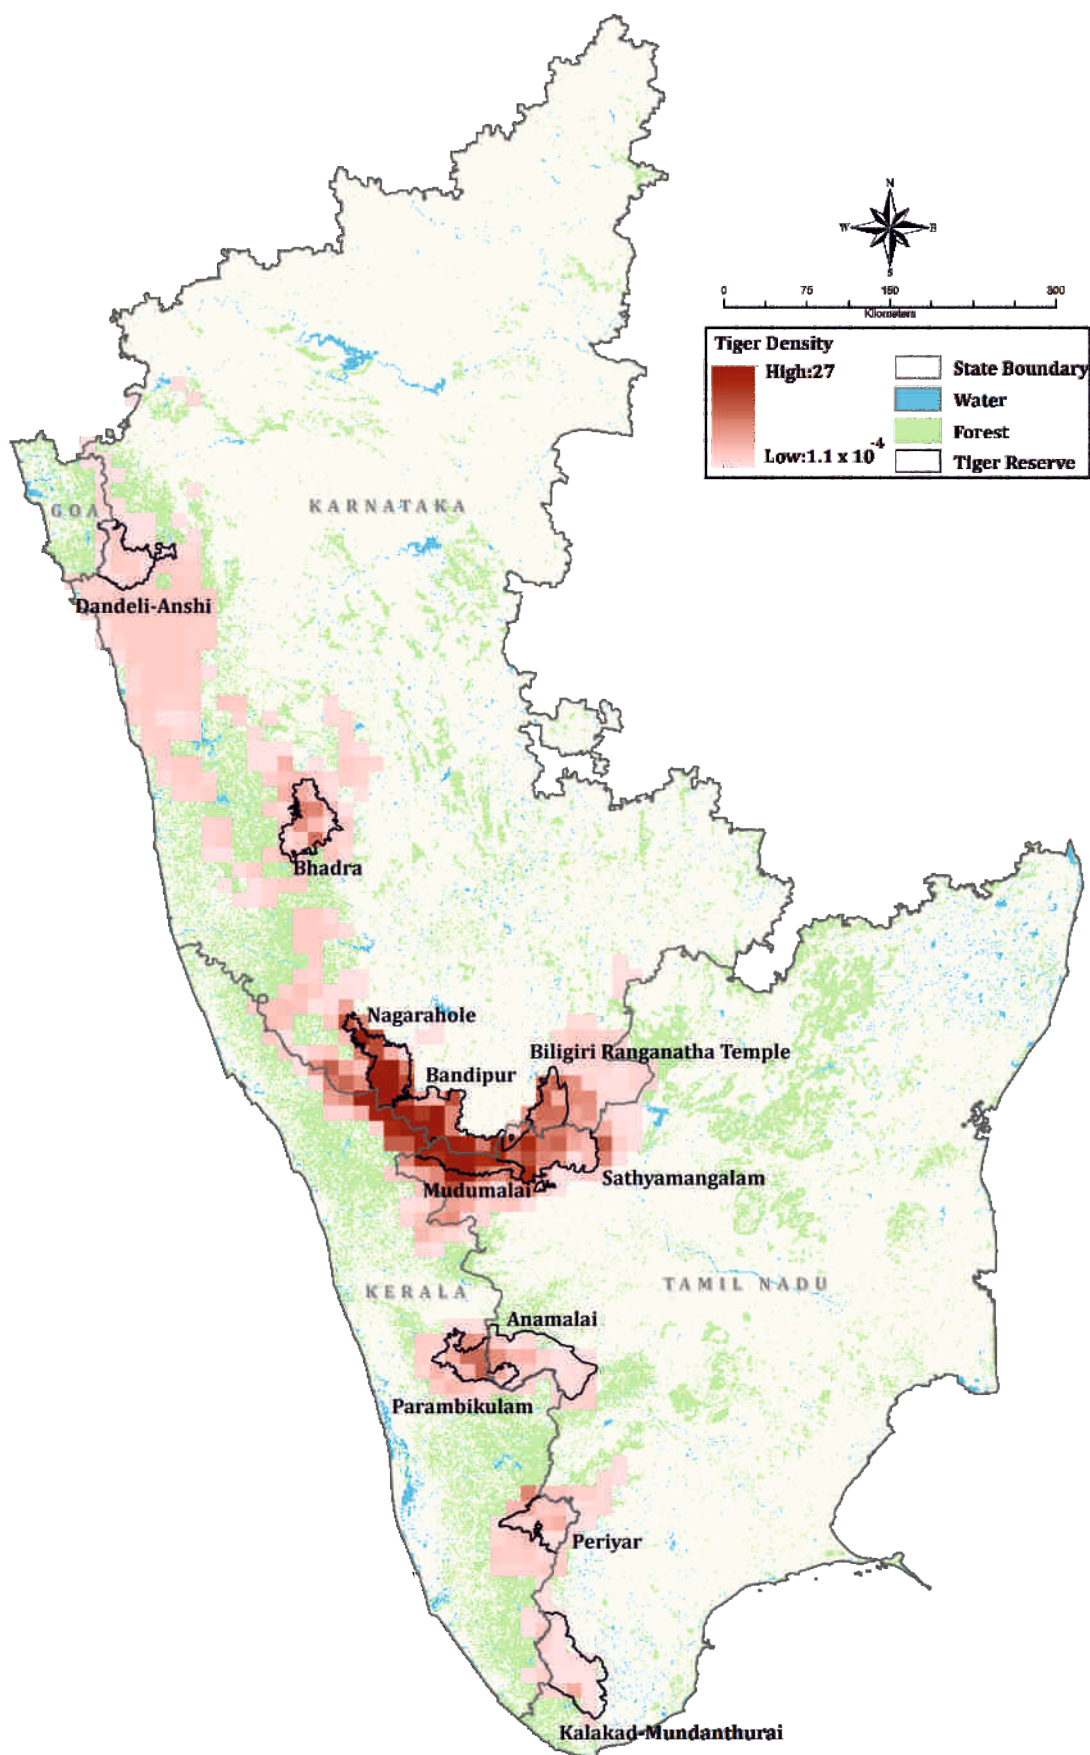 N
W E
S
0 75 150 300
Kilometers
Tiger Density
High:27
Low:1.1 x 10-4
State Boundary
Water
Forest
Tiger Reserve
GOA
KARNATAKA
Dandeli-Anshi
Bhadra
Nagarahole
Biligiri Ranganatha Temple
Bandipur
Sathyamangalam
Mudumalai
KERALA
TAMIL NADU
Anamalai
Parambikulam
Periyar
Kalakad-Mundanthurai